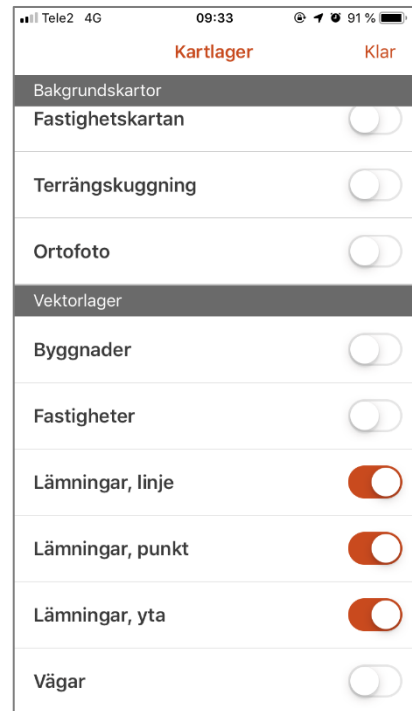 Tele2 4G 09:33 91 %
Kartlager Klar
Bakgrundskartor
Fastighetskartan
Terrängskuggning
Ortofoto
Vektorlager
Byggnader
Fastigheter
Lämningar, linje
Lämningar, punkt
Lämningar, yta
Vägar